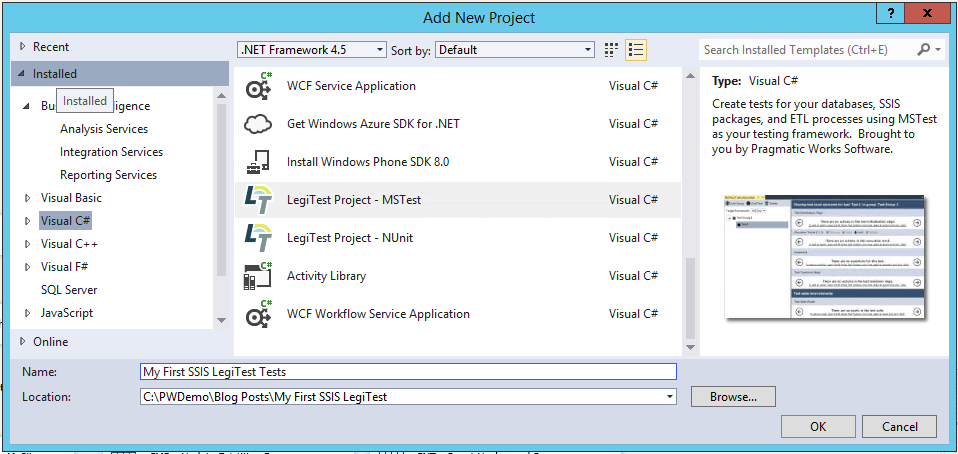 Add New Project
?
x
Recent
Installed
Installed
Bu
igence
Analysis Services
Integration Services
Reporting Services
Visual Basic
Visual C#
Visual C++
Visual F#
SQL Server
JavaScript
Online
.NET Framework 4.5
Sort by:
Default
C# WCF Service Application Visual C#
Get Windows Azure SDK for .NET Visual C#
Install Windows Phone SDK 8.0 Visual C#
LT LegiTest Project - MSTest Visual C#
LT LegiTest Project - NUnit Visual C#
C# Activity Library Visual C#
C# WCF Workflow Service Application Visual C#
Search Installed Templates (Ctrl+E)
Type: Visual C#
Create tests for your databases, SSIS
packages, and ETL processes using MSTest
as your testing framework. Brought to
you by Pragmatic Works Software.
Name:
My First SSIS LegiTest Tests
Location:
C:\PWDemo\Blog Posts\My First SSIS LegiTest
Browse...
OK
Cancel